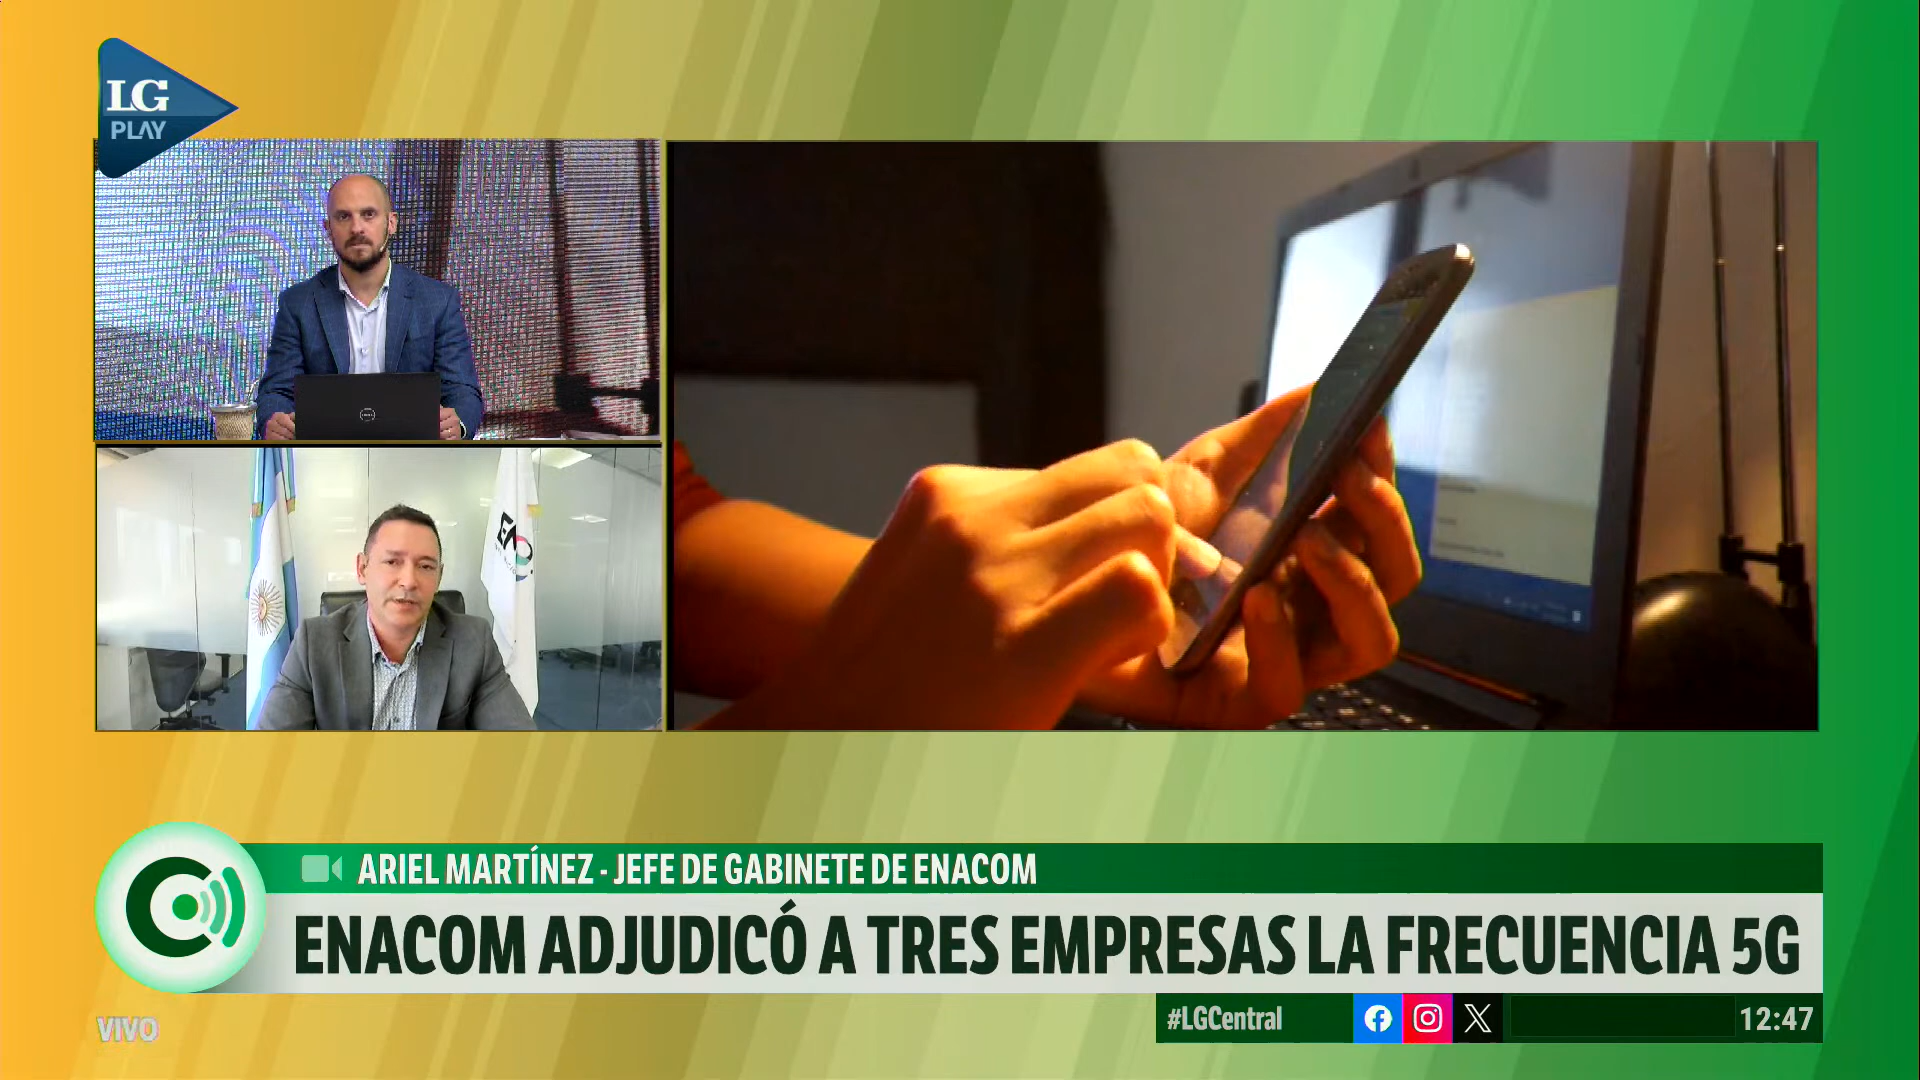 LG
PLAY
ENA
ARIEL MARTÍNEZ - JEFE DE GABINETE DE ENACOM
ENACOM ADJUDICÓ A TRES EMPRESAS LA FRECUENCIA 5G
VIVO
#LGCentral
12:47